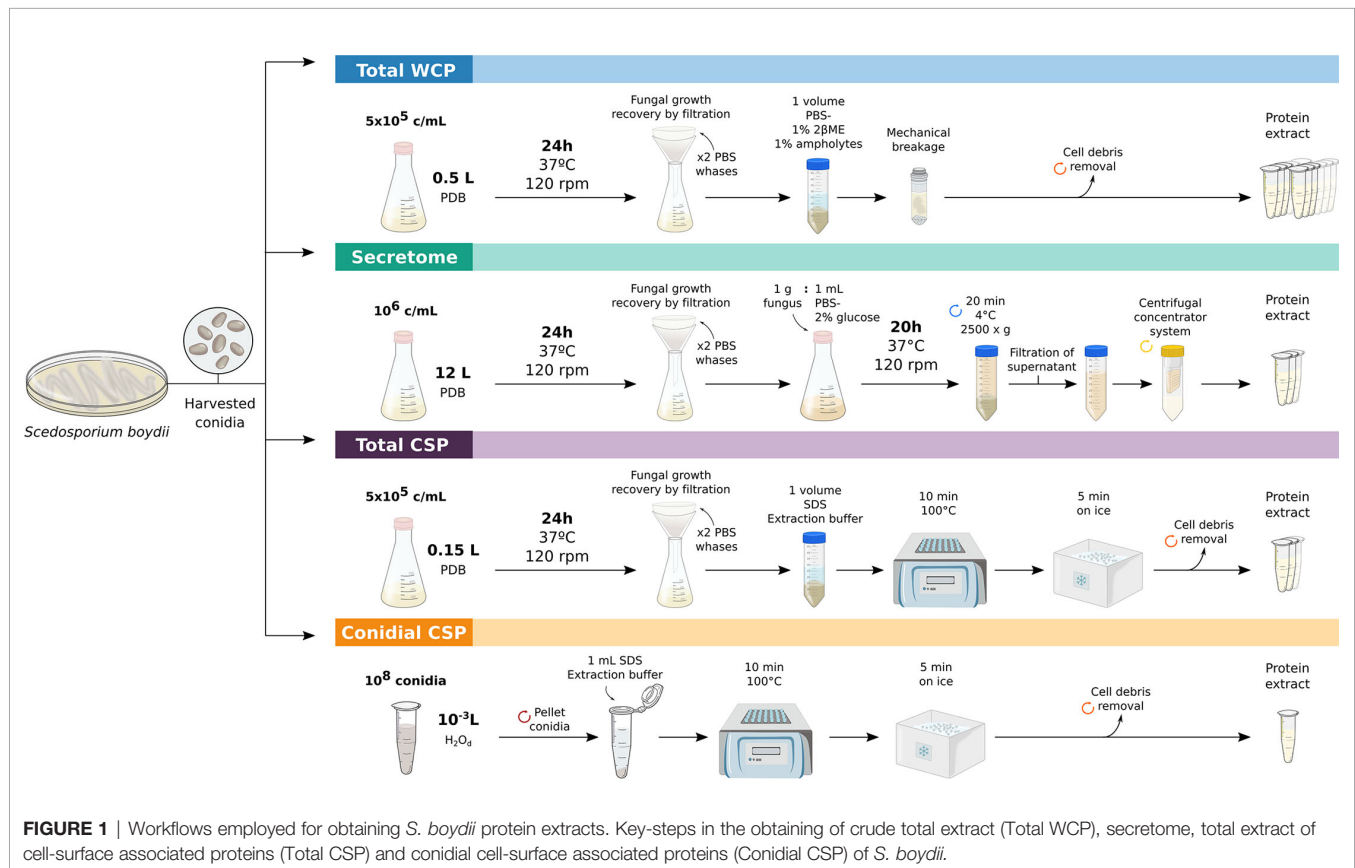 Total WCP
5x10⁵ c/mL
0.5 L
PDB
24h
37ºC
120 rpm
Fungal growth
recovery by filtration
x2 PBS
whases
1 volume
PBS-
1% 2βME
1% ampholytes
Mechanical
breakage
Cell debris
removal
Protein
extract
Secretome
10⁶ c/mL
12 L
PDB
24h
37ºC
120 rpm
Fungal growth
recovery by filtration
x2 PBS
whases
1 g : 1 mL
fungus PBS-
2% glucose
20h
37°C
120 rpm
20 min
4°C
2500 x g
Filtration of
supernatant
Centrifugal
concentrator
system
Protein
extract
Scedosporium boydii
Harvested
conidia
Total CSP
5x10⁵ c/mL
0.15 L
PDB
24h
37ºC
120 rpm
Fungal growth
recovery by filtration
x2 PBS
whases
1 volume
SDS
Extraction buffer
10 min
100°C
5 min
on ice
Cell debris
removal
Protein
extract
Conidial CSP
10⁸ conidia
10⁻³L
H₂O_d
Pellet
conidia
1 mL SDS
Extraction buffer
10 min
100°C
5 min
on ice
Cell debris
removal
Protein
extract
FIGURE 1 | Workflows employed for obtaining S. boydii protein extracts. Key-steps in the obtaining of crude total extract (Total WCP), secretome, total extract of
cell-surface associated proteins (Total CSP) and conidial cell-surface associated proteins (Conidial CSP) of S. boydii.